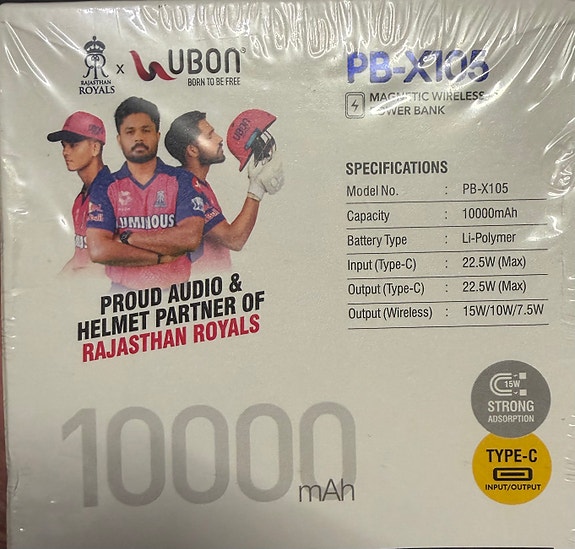 RAJASTHAN
ROYALS
x
UBON
BORN TO BE FREE
PB-X105
MAGNETIC WIRELESS
POWER BANK
UBON
LUMINOUS
PROUD AUDIO &
HELMET PARTNER OF
RAJASTHAN ROYALS
SPECIFICATIONS
Model No. : PB-X105
Capacity : 10000mAh
Battery Type : Li-Polymer
Input (Type-C) : 22.5W (Max)
Output (Type-C) : 22.5W (Max)
Output (Wireless) : 15W/10W/7.5W
15W
STRONG
ADSORPTION
TYPE-C
INPUT/OUTPUT
10000 mAh